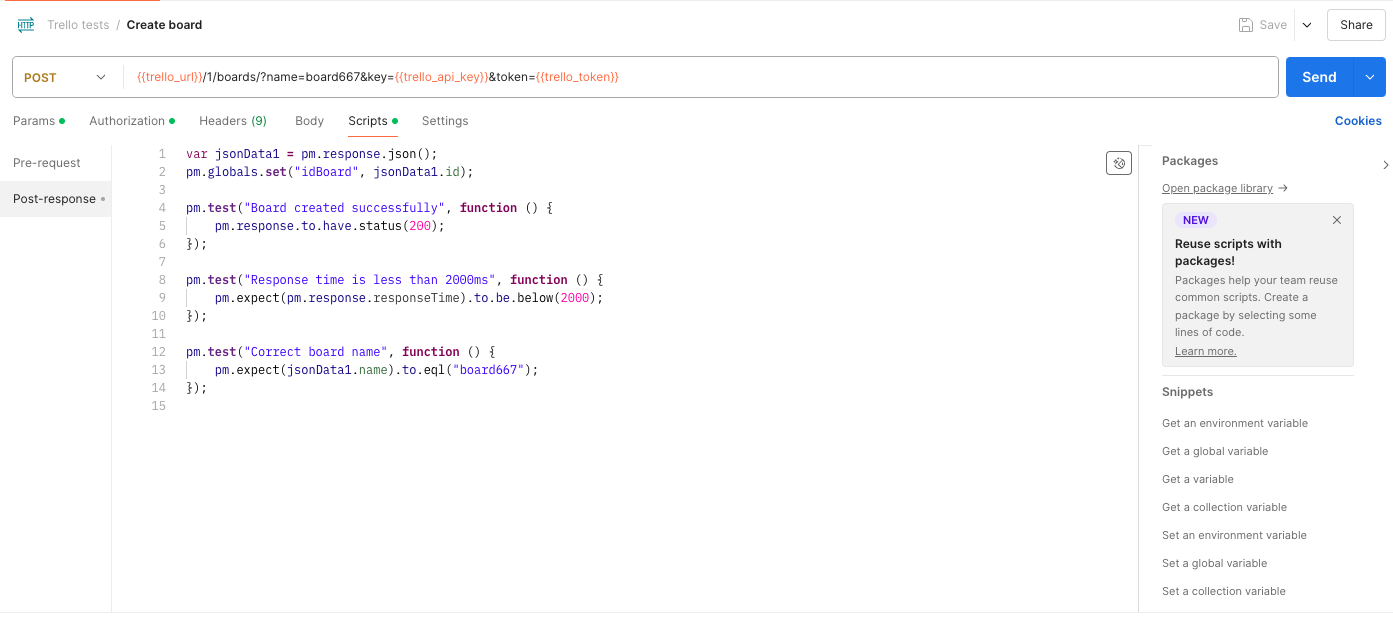 HTTP Trello tests / Create board Save Share
POST {{trello_url}}/1/boards/?name=board667&key={{trello_api_key}}&token={{trello_token}} Send
Params Authorization Headers (9) Body Scripts Settings Cookies
Pre-request
Post-response
1 var jsonData1 = pm.response.json();
2 pm.globals.set("idBoard", jsonData1.id);
3
4 pm.test("Board created successfully", function () {
5     pm.response.to.have.status(200);
6 });
7
8 pm.test("Response time is less than 2000ms", function () {
9     pm.expect(pm.response.responseTime).to.be.below(2000);
10 });
11
12 pm.test("Correct board name", function () {
13     pm.expect(jsonData1.name).to.eql("board667");
14 });
15
Packages
Open package library →
NEW
Reuse scripts with
packages!
Packages help your team reuse
common scripts. Create a
package by selecting some
lines of code.
Learn more.
Snippets
Get an environment variable
Get a global variable
Get a variable
Get a collection variable
Set an environment variable
Set a global variable
Set a collection variable